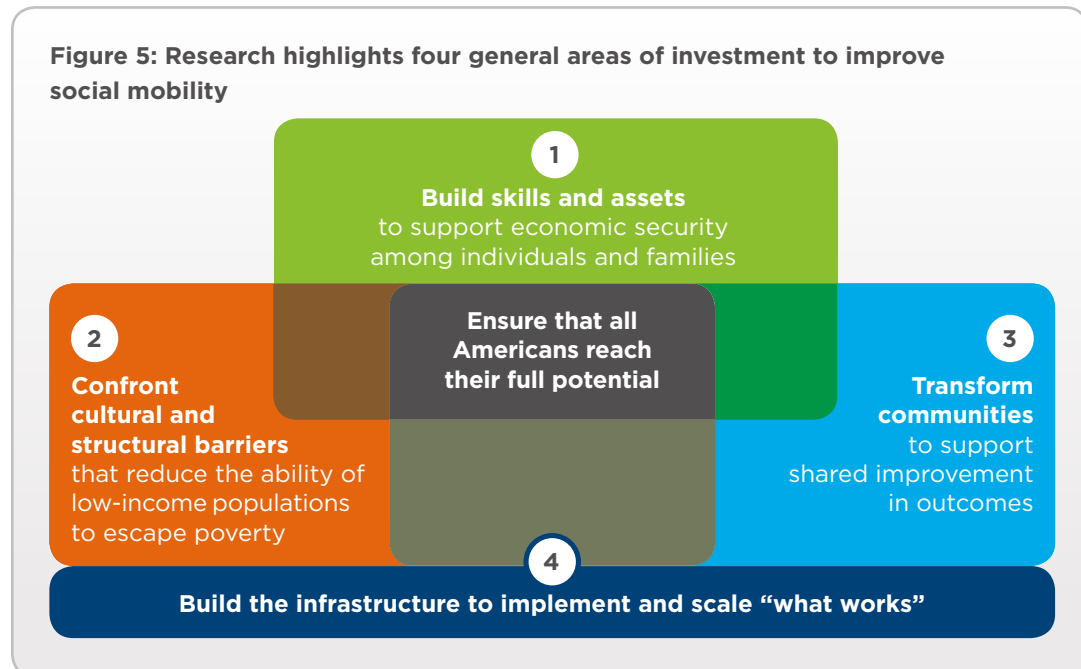 Figure 5: Research highlights four general areas of investment to improve
social mobility
1
Build skills and assets
to support economic security
among individuals and families
Ensure that all
Americans reach
their full potential
2
Confront
cultural and
structural barriers
that reduce the ability of
low-income populations
to escape poverty
3
Transform
communities
to support
shared improvement
in outcomes
4
Build the infrastructure to implement and scale “what works”